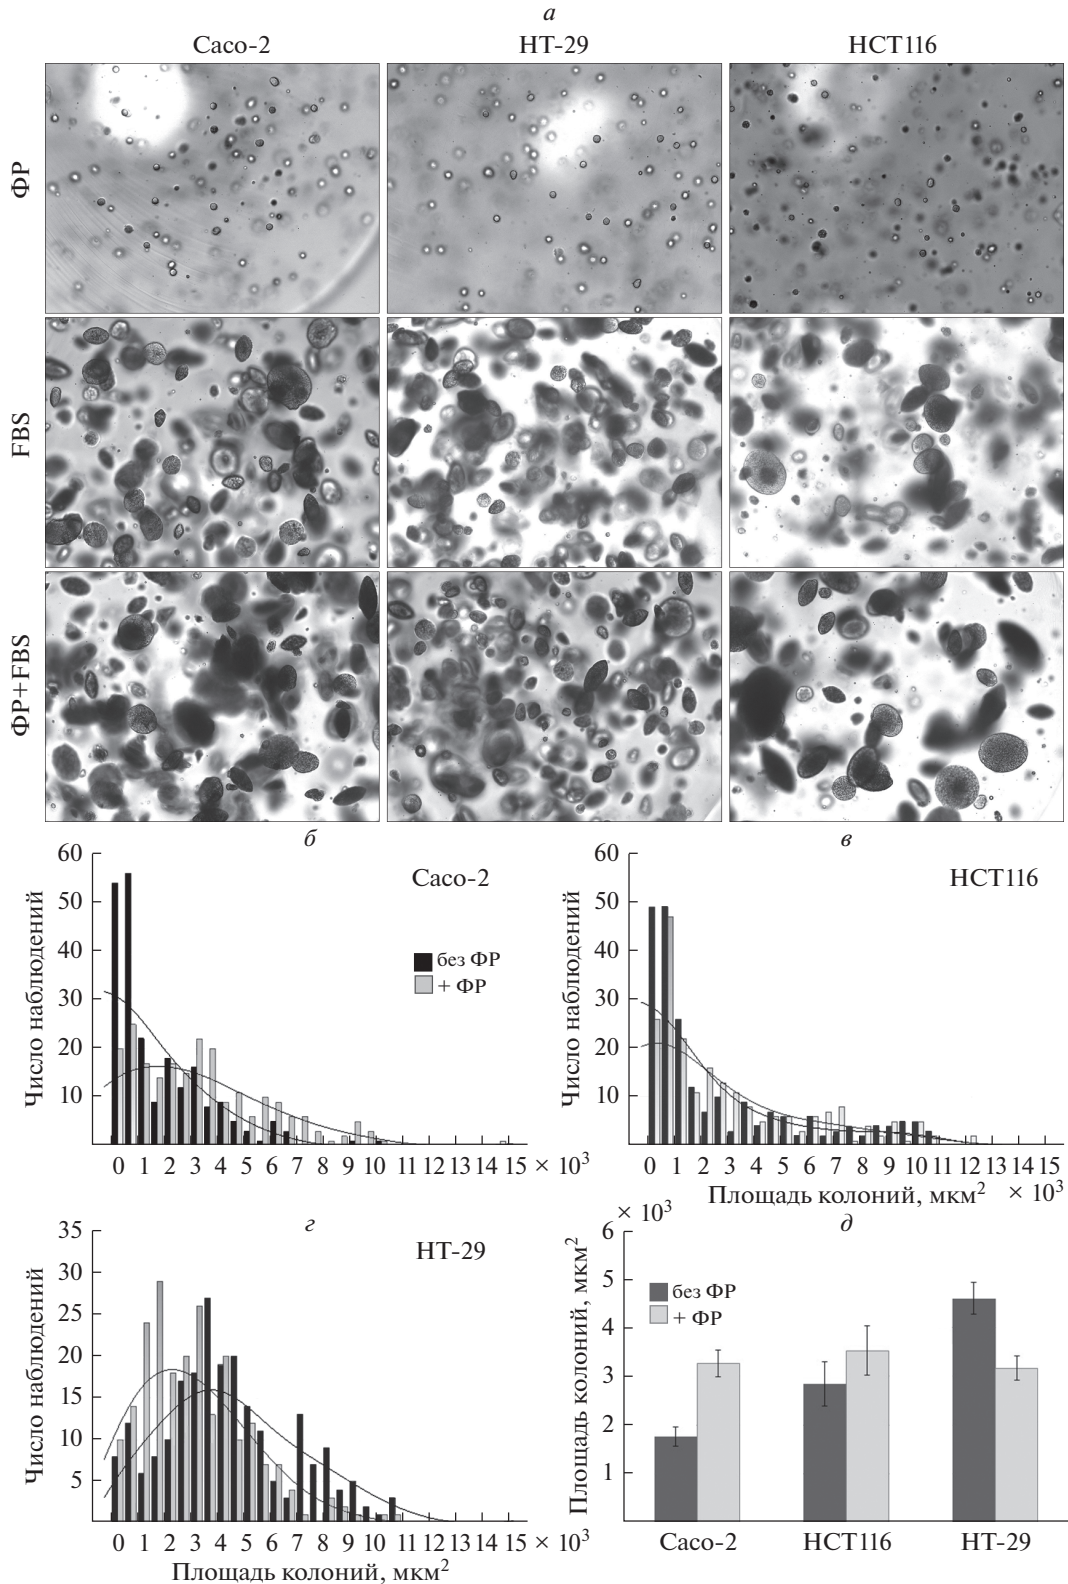 а
Caco-2 HT-29 HCT116
ФР
FBS
ФР+FBS
б
Caco-2
Число наблюдений
60
50
40
30
20
10
без ФР
+ ФР
0 1 2 3 4 5 6 7 8 9 10 11 12 13 14 15 × 10³
в
HCT116
Число наблюдений
60
50
40
30
20
10
0 1 2 3 4 5 6 7 8 9 10 11 12 13 14 15
Площадь колоний, мкм² × 10³
г
HT-29
Число наблюдений
35
30
25
20
15
10
5
0 1 2 3 4 5 6 7 8 9 10 11 12 13 14 15 × 10³
Площадь колоний, мкм²
д
× 10³
Площадь колоний, мкм²
6
5
4
3
2
1
без ФР
+ ФР
Caco-2 HCT116 HT-29